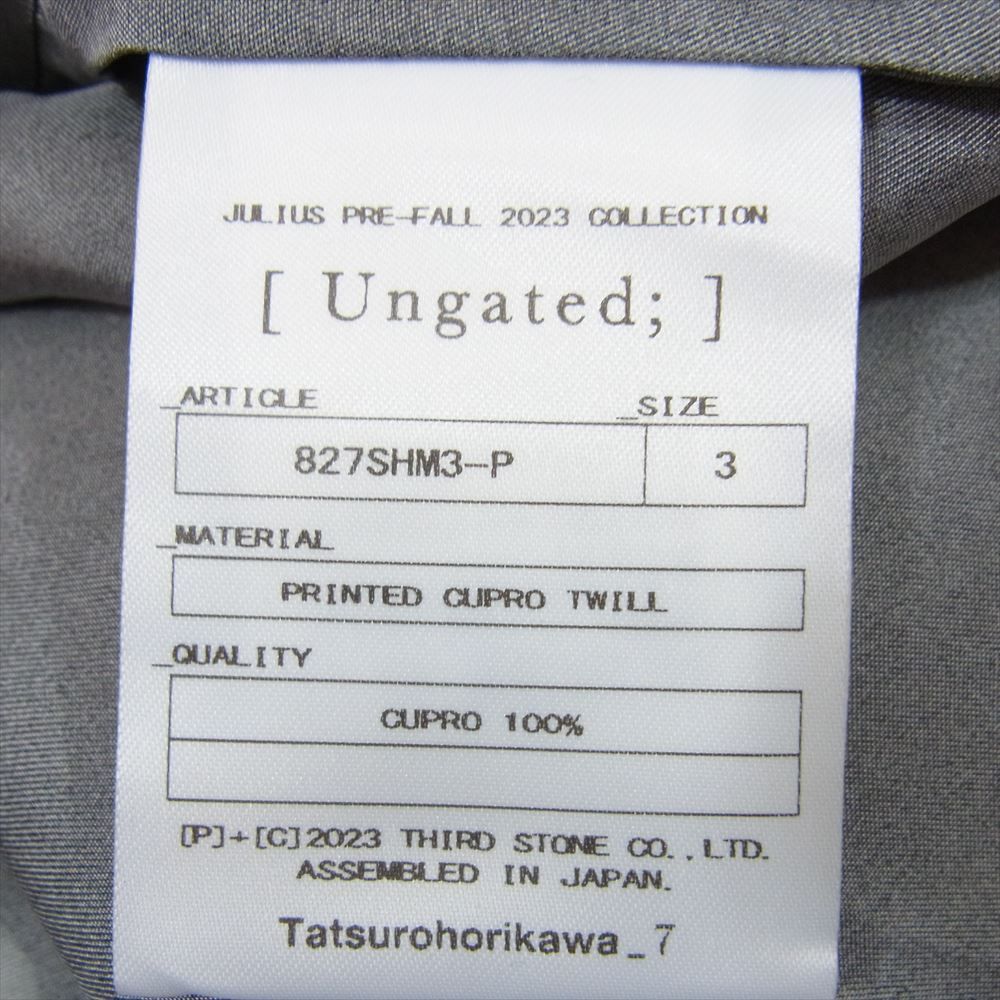 JULIUS PRE-FALL 2023 COLLECTION
[ Ungated; ]
_ARTICLE _SIZE
827SHM3-P 3
_MATERIAL
PRINTED CUPRO TWILL
_QUALITY
CUPRO 100%
[P]+[C]2023 THIRD STONE CO.,LTD.
ASSEMBLED IN JAPAN.
Tatsurohorikawa_7